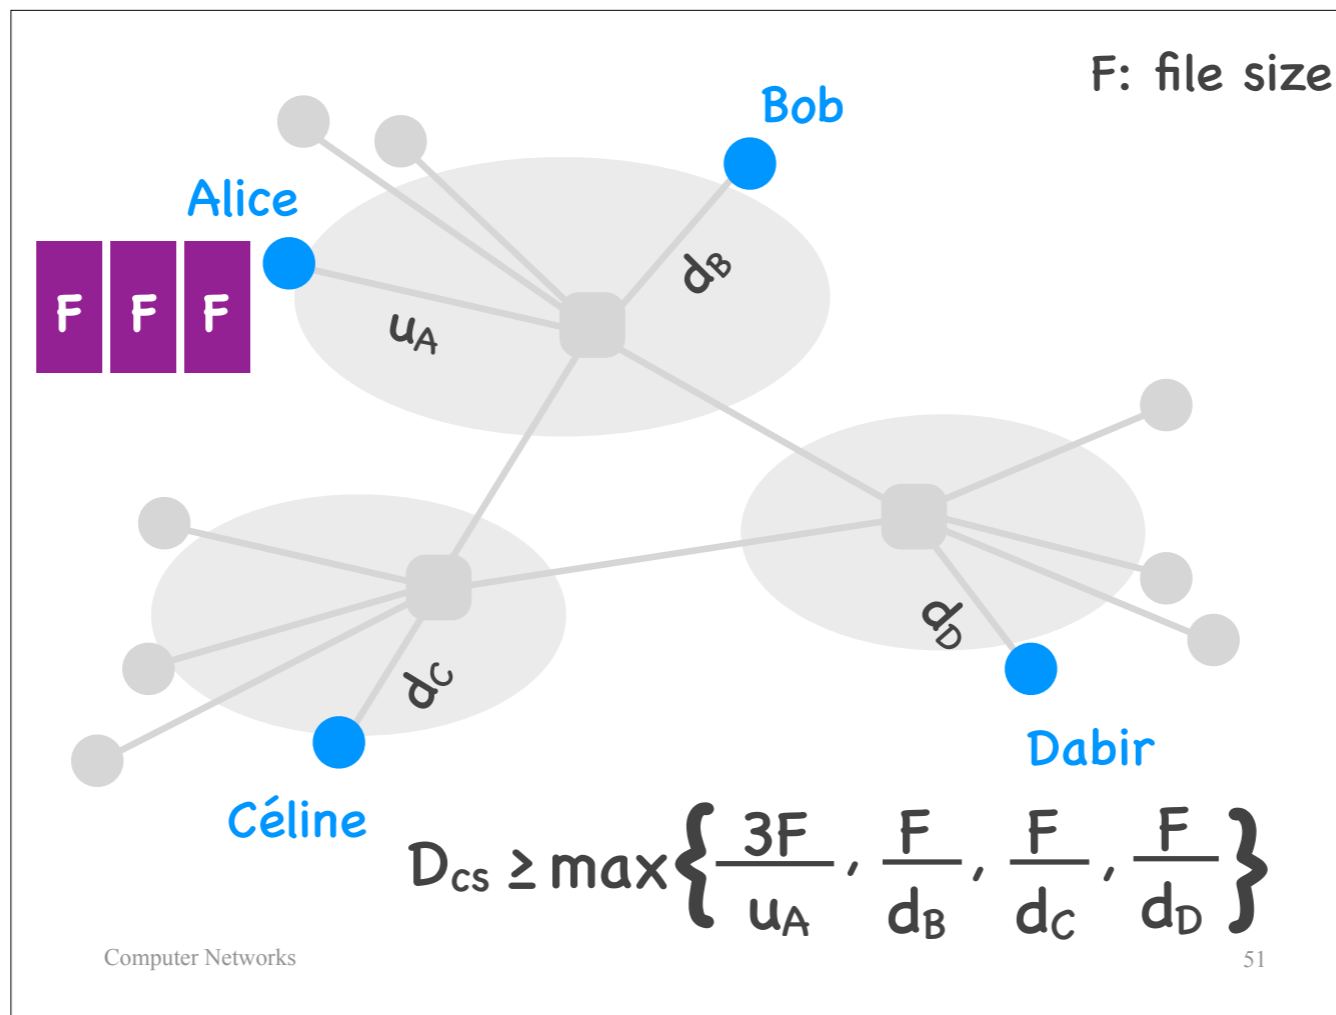 F: file size
Bob
Alice
F F F
dB
uA
dD
dC
Dabir
Céline
Dcs ≥ max { 3F/uA , F/dB , F/dC , F/dD }
Computer Networks
51